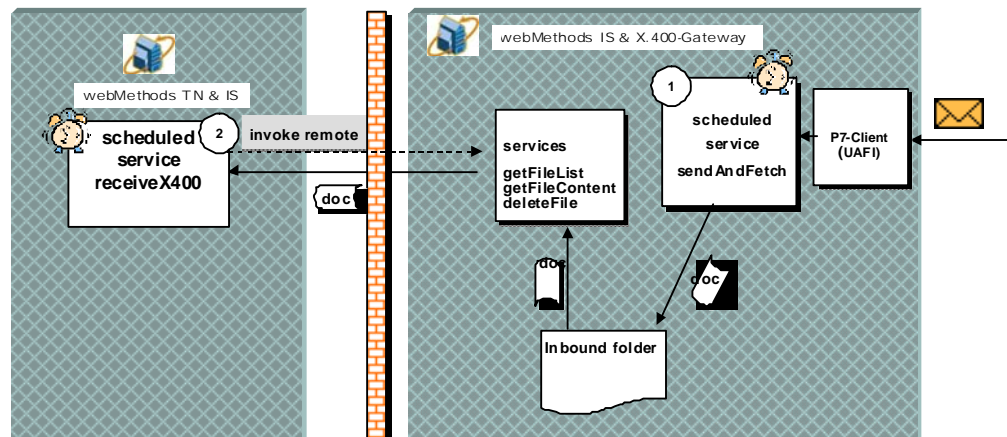 webMethods TN & IS
2
scheduled
service
receiveX400
invoke remote
doc
webMethods IS & X.400-Gateway
services
getFileList
getFileContent
deleteFile
1
scheduled
service
sendAndFetch
P7-Client
(UAFI)
doc
doc
Inbound folder